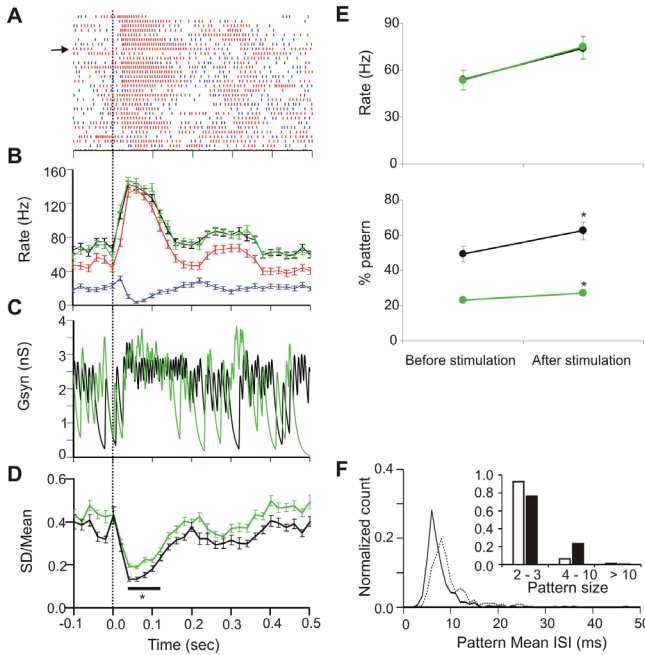 A
B
160
120
80
40
0
Rate (Hz)
C
4
3
2
1
0
Gsyn (nS)
D
0.6
0.4
0.2
0.0
SD/Mean
*
-0.1 0.0 0.1 0.2 0.3 0.4 0.5
Time (sec)
E
90
60
30
0
Rate (Hz)
80
60
40
20
0
% pattern
*
*
Before stimulation After stimulation
F
0.4
0.2
0.0
Normalized count
1.0
0.8
0.6
0.4
0.2
0.0
2 - 3 4 - 10 > 10
Pattern size
0 10 20 30 40 50
Pattern Mean ISI (ms)